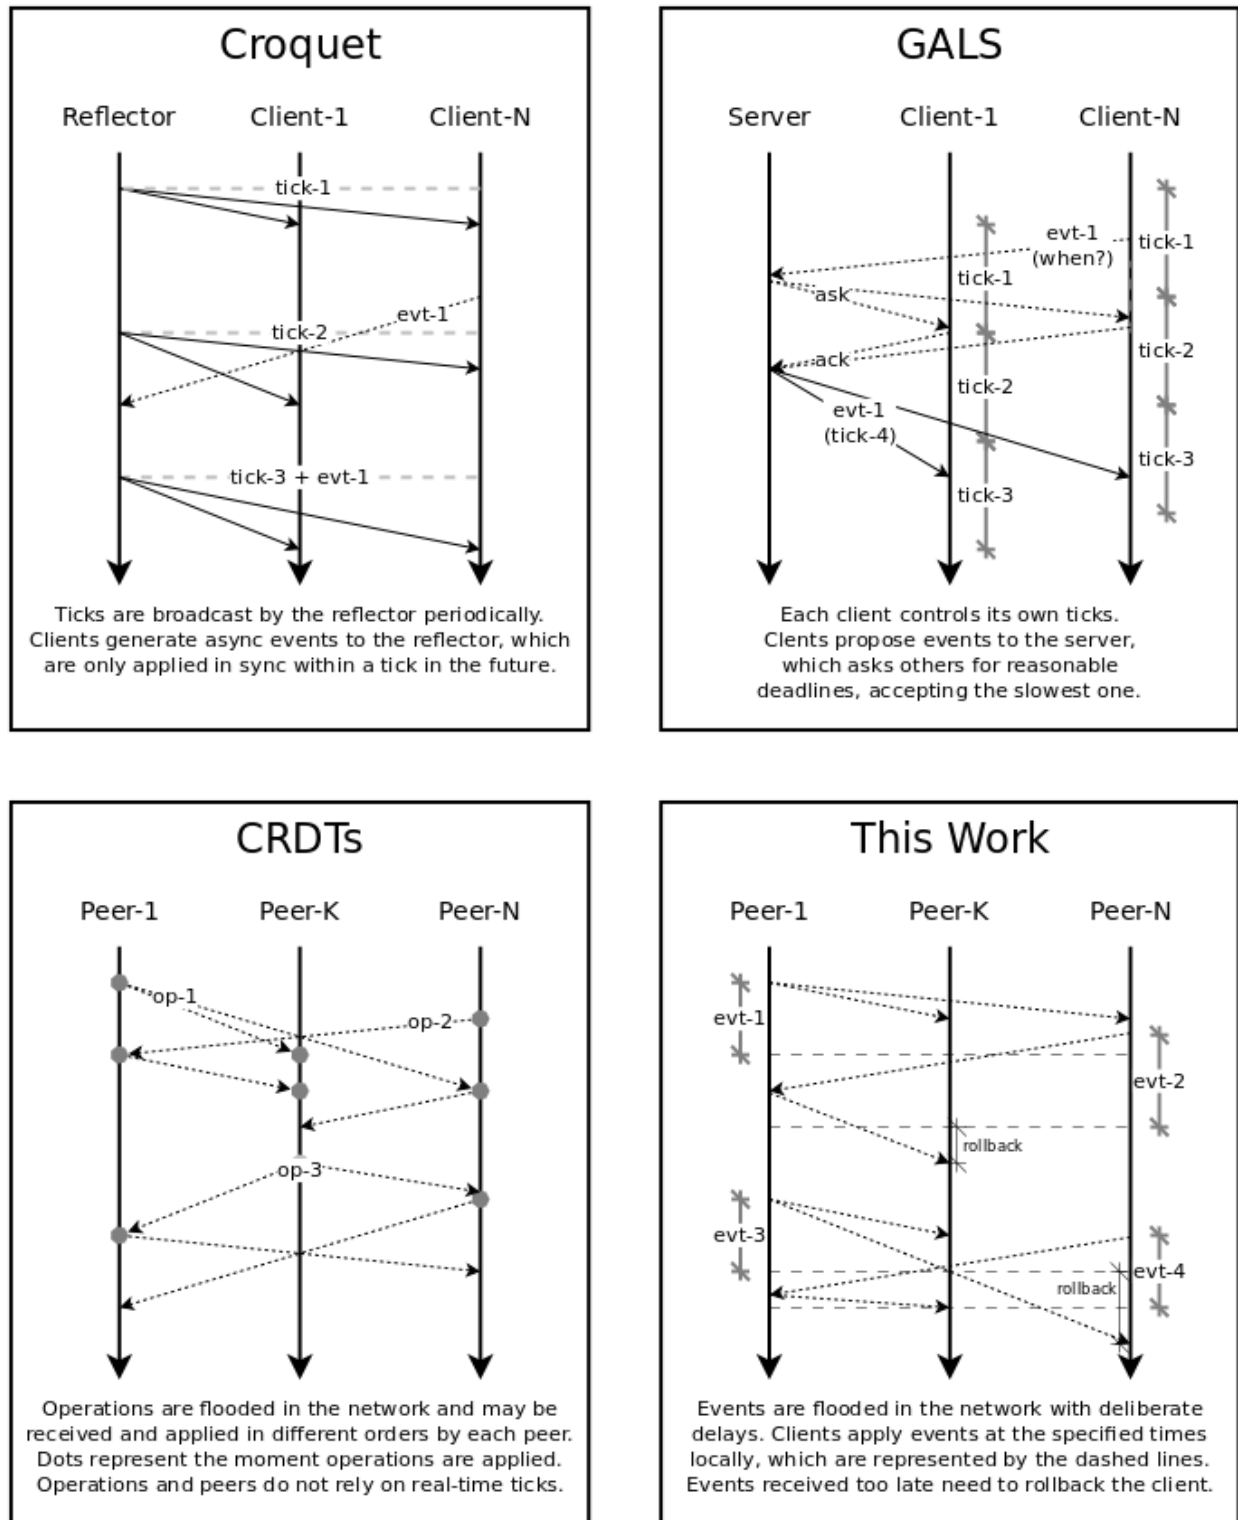 Croquet
Reflector Client-1 Client-N
tick-1
evt-1
tick-2
tick-3 + evt-1
Ticks are broadcast by the reflector periodically.
Clients generate async events to the reflector, which
are only applied in sync within a tick in the future.
GALS
Server Client-1 Client-N
evt-1
(when?)
tick-1
tick-1
ask
tick-2
ack
tick-2
evt-1
(tick-4)
tick-3
tick-3
Each client controls its own ticks.
Clents propose events to the server,
which asks others for reasonable
deadlines, accepting the slowest one.
CRDTs
Peer-1 Peer-K Peer-N
op-1
op-2
op-3
Operations are flooded in the network and may be
received and applied in different orders by each peer.
Dots represent the moment operations are applied.
Operations and peers do not rely on real-time ticks.
This Work
Peer-1 Peer-K Peer-N
evt-1
evt-2
rollback
evt-3
evt-4
rollback
Events are flooded in the network with deliberate
delays. Clients apply events at the specified times
locally, which are represented by the dashed lines.
Events received too late need to rollback the client.